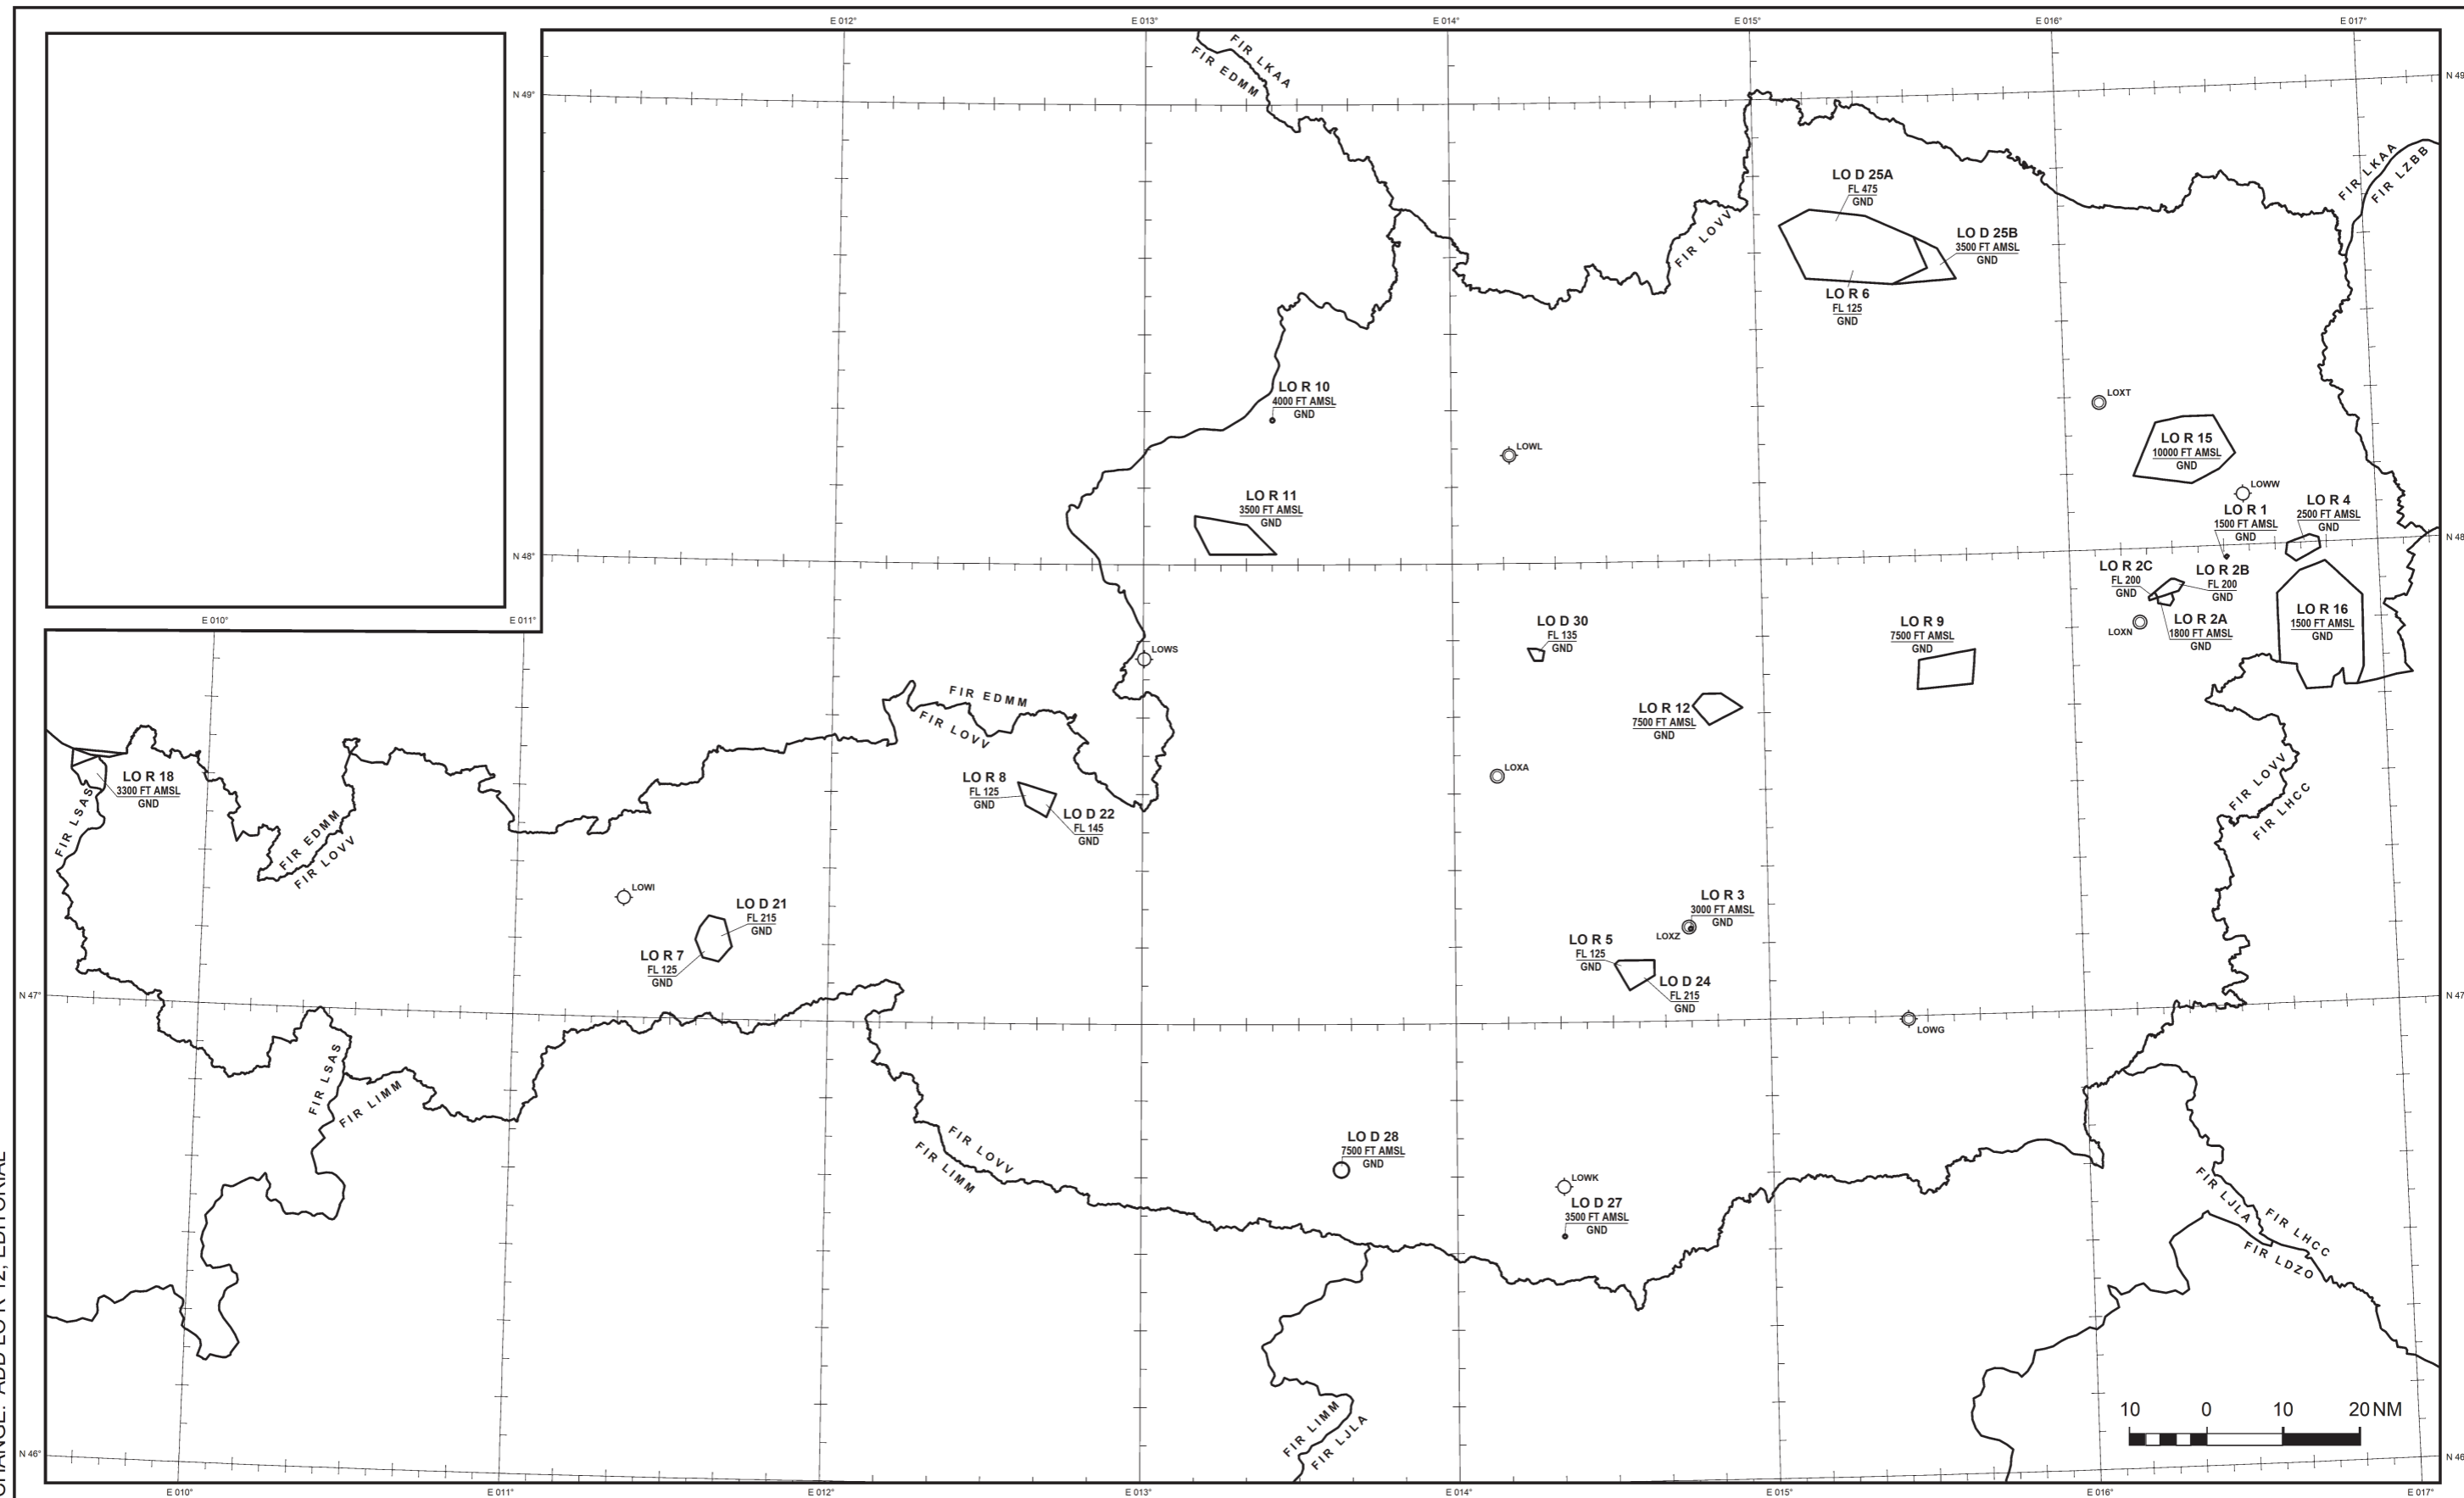 E 012°
E 013°
E 014°
E 015°
E 016°
E 017°
N 49°
N 49
FIR LKAA
FIR EDMM
FIR LKAA
FIR LZBB
FIR LOVV
LO D 25A
FL 475
GND
LO D 25B
3500 FT AMSL
GND
LO R 6
FL 125
GND
LO R 10
4000 FT AMSL
GND
LOXT
LOWL
LO R 15
10000 FT AMSL
GND
LOWW
LO R 11
3500 FT AMSL
GND
LO R 1
1500 FT AMSL
GND
LO R 4
2500 FT AMSL
GND
N 48°
N 48
LO R 2C
FL 200
GND
LO R 2B
FL 200
GND
LO R 2A
1800 FT AMSL
GND
LO R 16
1500 FT AMSL
GND
LOXN
E 010°
E 011°
LO D 30
FL 135
GND
LO R 9
7500 FT AMSL
GND
LOWS
FIR EDMM
FIR LOVV
LO R 12
7500 FT AMSL
GND
LO R 18
3300 FT AMSL
GND
FIR LSAS
LO R 8
FL 125
GND
LO D 22
FL 145
GND
LOXA
FIR LOVV
FIR LHCC
FIR EDMM
FIR LOVV
LOWI
LO D 21
FL 215
GND
LO R 7
FL 125
GND
LO R 3
3000 FT AMSL
GND
LOXZ
LO R 5
FL 125
GND
LO D 24
FL 215
GND
N 47°
N 47
LOWG
FIR LSAS
FIR LIMM
FIR LOVV
FIR LIMM
LO D 28
7500 FT AMSL
GND
LOWK
LO D 27
3500 FT AMSL
GND
FIR LJLA
FIR LHCC
FIR LDZO
FIR LIMM
FIR LJLA
10 0 10 20 NM
N 46°
N 46
E 010°
E 011°
E 012°
E 013°
E 014°
E 015°
E 016°
E 017°